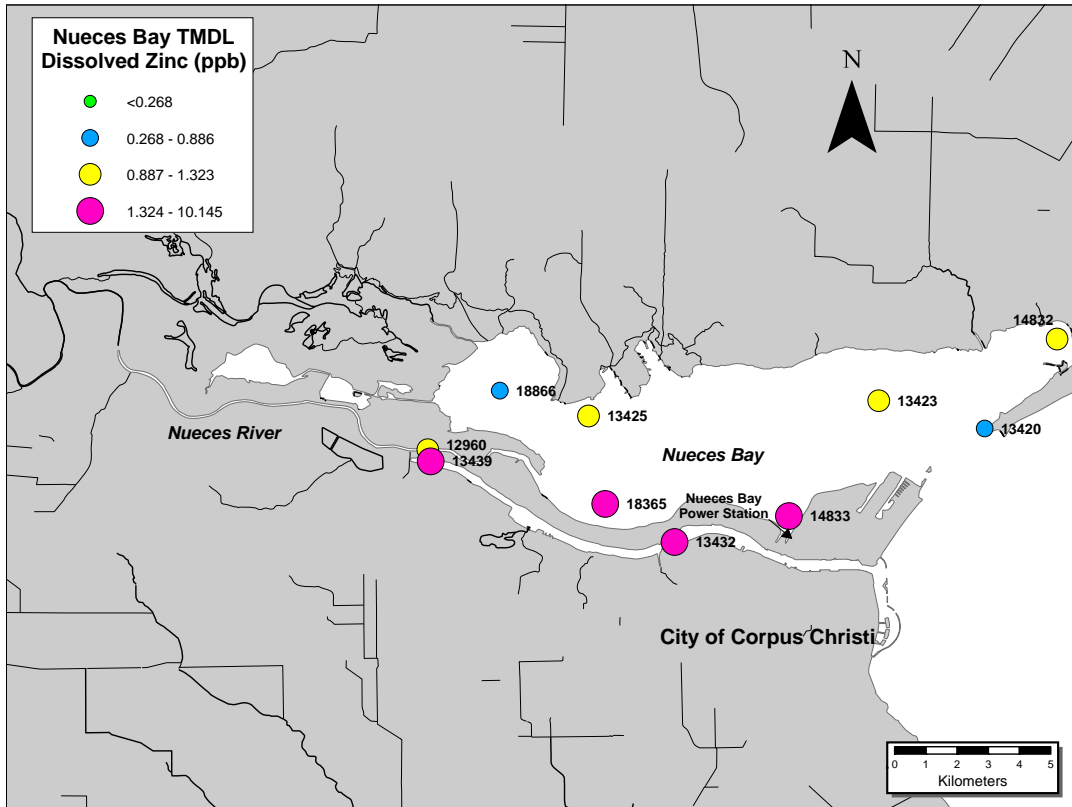 Nueces Bay TMDL
Dissolved Zinc (ppb)
<0.268
0.268 - 0.886
0.887 - 1.323
1.324 - 10.145
N
14832
18866
13425
13423
13420
Nueces River
12960
13439
Nueces Bay
18365
Nueces Bay
Power Station
14833
13432
City of Corpus Christi
0 1 2 3 4 5
Kilometers